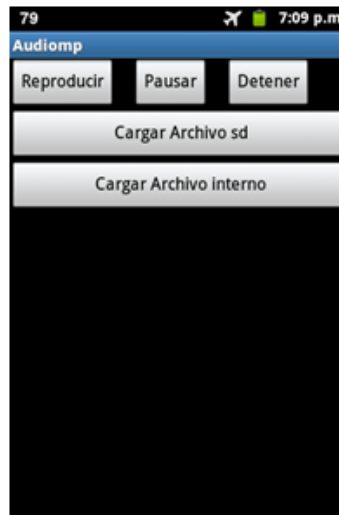 79 7:09 p.m
Audiomp
Reproducir Pausar Detener
Cargar Archivo sd
Cargar Archivo interno